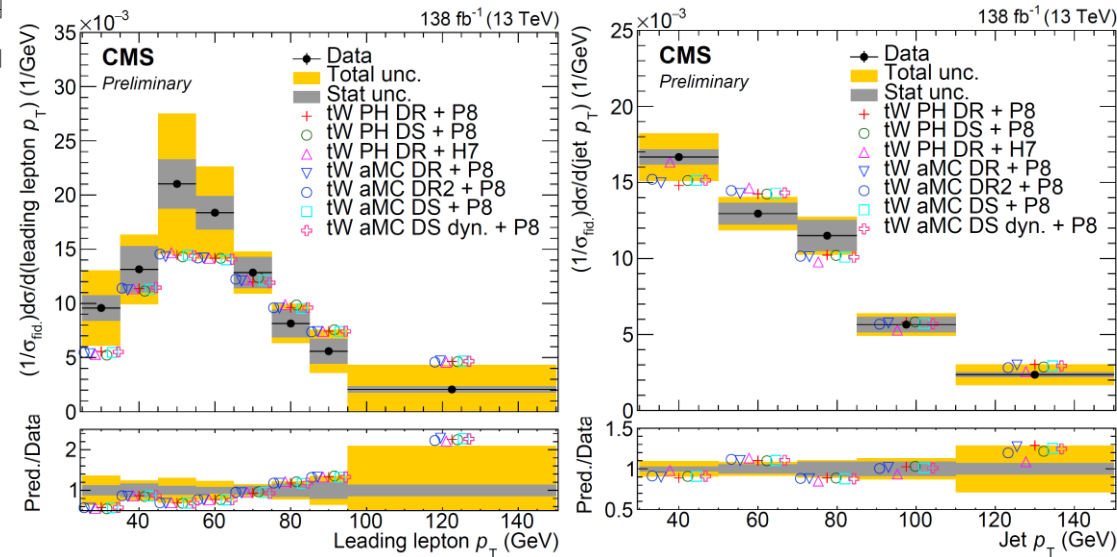 ×10⁻³
138 fb⁻¹ (13 TeV)
CMS
Preliminary
Data
Total unc.
Stat unc.
tW PH DR + P8
tW PH DS + P8
tW PH DR + H7
tW aMC DR + P8
tW aMC DR2 + P8
tW aMC DS + P8
tW aMC DS dyn. + P8
(1/σ_fid.)dσ/d(leading lepton p_T) (1/GeV)
35
30
25
20
15
10
5
0
Pred./Data
2
1
40 60 80 100 120 140
Leading lepton p_T (GeV)
×10⁻³
138 fb⁻¹ (13 TeV)
CMS
Preliminary
Data
Total unc.
Stat unc.
tW PH DR + P8
tW PH DS + P8
tW PH DR + H7
tW aMC DR + P8
tW aMC DR2 + P8
tW aMC DS + P8
tW aMC DS dyn. + P8
(1/σ_fid.)dσ/d(jet p_T) (1/GeV)
25
20
15
10
5
0
Pred./Data
1.5
1
0.5
40 60 80 100 120 140
Jet p_T (GeV)